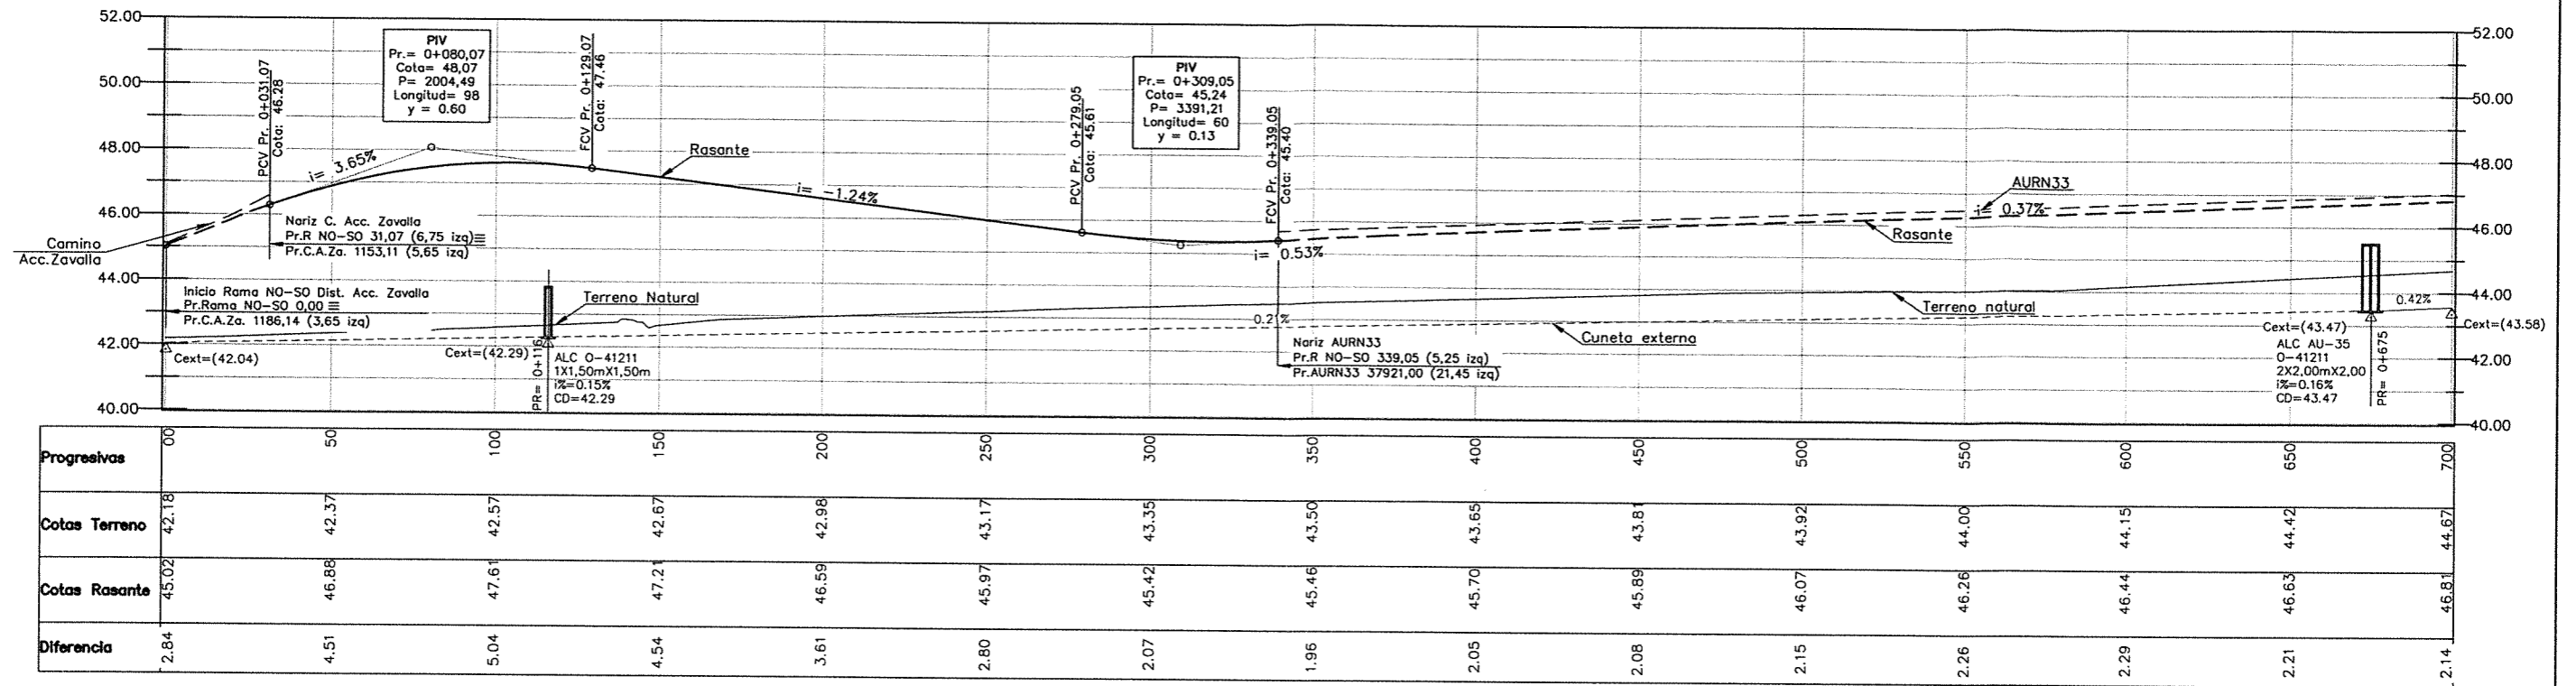 52.00
50.00
48.00
46.00
44.00
42.00
40.00
52.00
50.00
48.00
46.00
44.00
42.00
40.00
PIV
Pr.= 0+080,07
Cota= 48,07
P= 2004,49
Longitud= 98
y = 0.60
PCV Pr. 0+031.07
Cota: 46.28
FCV Pr. 0+129.07
Cota: 47.46
i= 3.65%
Rasante
i= -1.24%
PCV Pr. 0+279.05
Cota: 45.61
PIV
Pr.= 0+309,05
Cota= 45,24
P= 3391,21
Longitud= 60
y = 0.13
FCV Pr. 0+339.05
Cota: 45.40
i= 0.53%
AURN33
i= 0.37%
Rasante
Camino
Acc.Zavalla
Nariz C. Acc. Zavalla
Pr.R NO-SO 31,07 (6,75 izq)≡
Pr.C.A.Za. 1153,11 (5,65 izq)
Inicio Rama NO-SO Dist. Acc. Zavalla
Pr.Rama NO-SO 0,00 ≡
Pr.C.A.Za. 1186,14 (3,65 izq)
Terreno Natural
0.21%
Terreno natural
0.42%
Cuneta externa
Cext=(42.04)
Cext=(42.29)
PR= 0+116
ALC O-41211
1X1,50mX1,50m
i%=0.15%
CD=42.29
Nariz AURN33
Pr.R NO-SO 339,05 (5,25 izq)
Pr.AURN33 37921,00 (21,45 izq)
Cext=(43.47)
ALC AU-35
O-41211
2X2,00mX2,00
i%=0.16%
CD=43.47
PR= 0+675
Cext=(43.58)
Progresivas 00 50 100 150 200 250 300 350 400 450 500 550 600 650 700
Cotas Terreno 42.18 42.37 42.57 42.67 42.98 43.17 43.35 43.50 43.65 43.81 43.92 44.00 44.15 44.42 44.67
Cotas Rasante 45.02 46.88 47.61 47.21 46.59 45.97 45.42 45.46 45.70 45.89 46.07 46.26 46.44 46.63 46.81
Diferencia 2.84 4.51 5.04 4.54 3.61 2.80 2.07 1.96 2.05 2.08 2.15 2.26 2.29 2.21 2.14